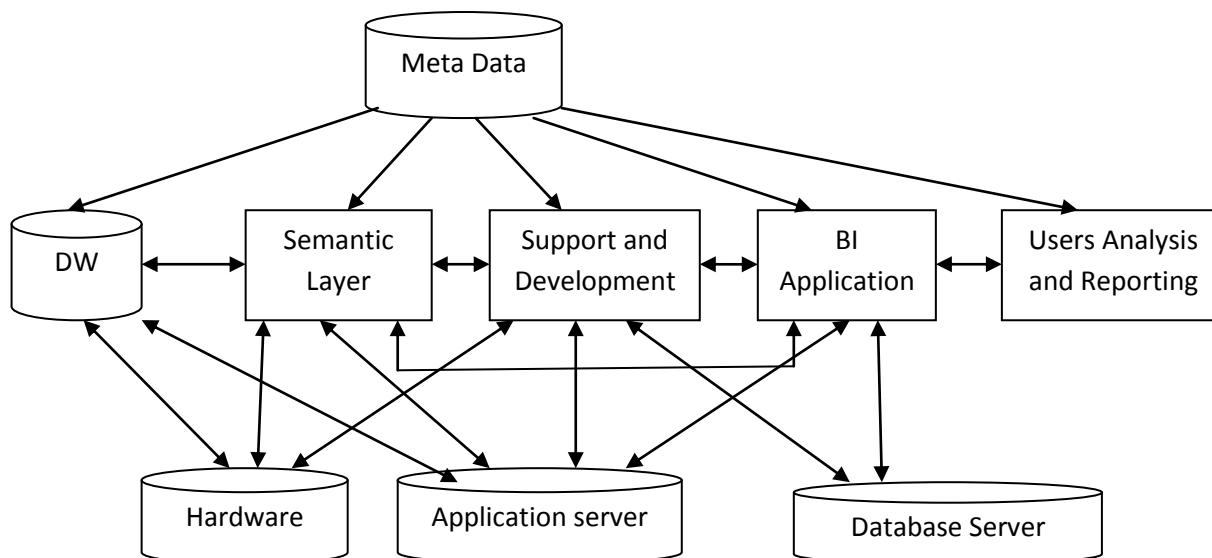 Meta Data
DW
Semantic
Layer
Support and
Development
BI
Application
Users Analysis
and Reporting
Hardware
Application server
Database Server